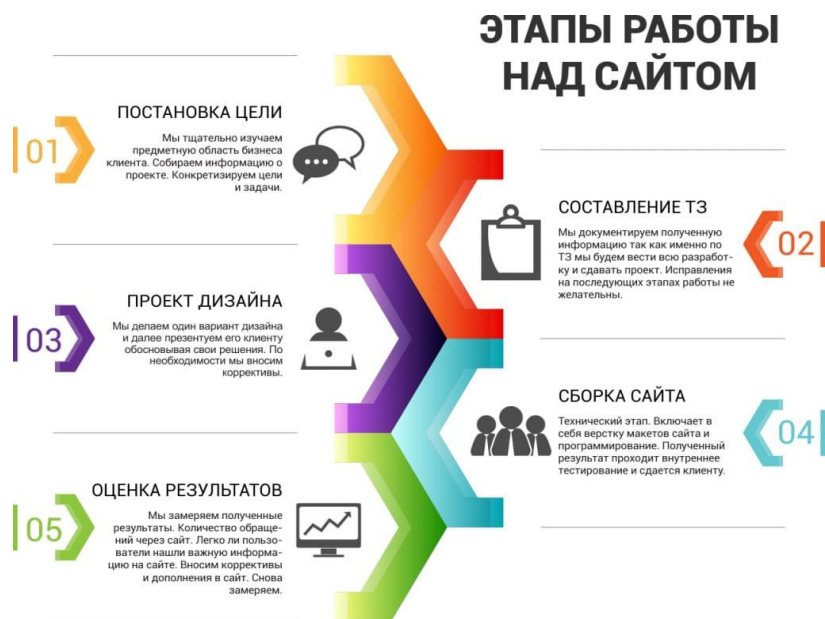 ЭТАПЫ РАБОТЫ
НАД САЙТОМ
01
ПОСТАНОВКА ЦЕЛИ
Мы тщательно изучаем
предметную область бизнеса
клиента. Собираем информацию о
проекте. Конкретизируем цели
и задачи.
02
СОСТАВЛЕНИЕ ТЗ
Мы документируем полученную
информацию так как именно по
ТЗ мы будем вести всю разработ-
ку и сдавать проект. Исправления
на последующих этапах работы не
желательны.
03
ПРОЕКТ ДИЗАЙНА
Мы делаем один вариант дизайна
и далее презентуем его клиенту
обосновывая свои решения. По
необходимости мы вносим
коррективы.
04
СБОРКА САЙТА
Технический этап. Включает в
себя верстку макетов сайта и
программирование. Полученный
результат проходит внутреннее
тестирование и сдается клиенту.
05
ОЦЕНКА РЕЗУЛЬТАТОВ
Мы замеряем полученные
результаты. Количество обраще-
ний через сайт. Легко ли пользо-
ватели нашли важную информа-
цию на сайте. Вносим коррективы
и дополнения в сайт. Снова
замеряем.